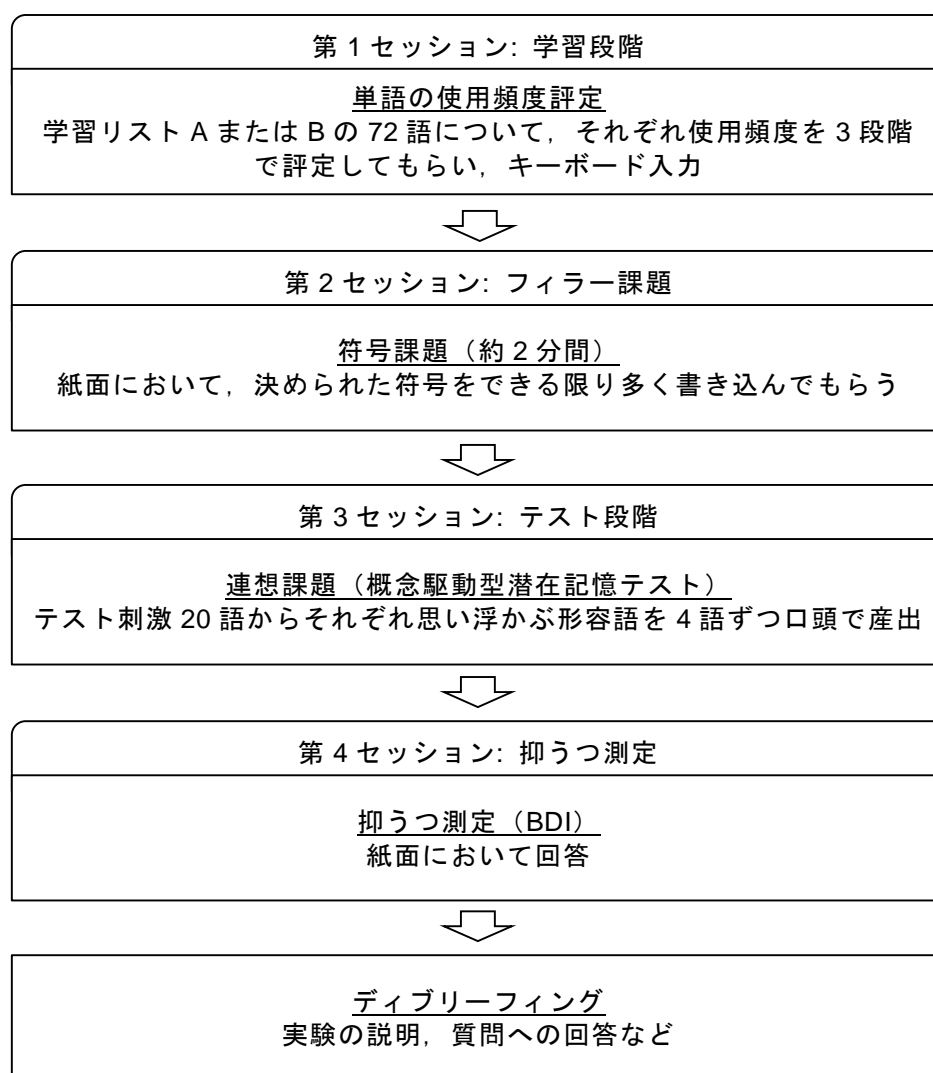 第1セッション: 学習段階
単語の使用頻度評定
学習リスト A または B の 72 語について，それぞれ使用頻度を 3 段階
で評定してもらい，キーボード入力
第2セッション: フィラー課題
符号課題（約 2 分間）
紙面において，決められた符号をできる限り多く書き込んでもらう
第3セッション: テスト段階
連想課題（概念駆動型潜在記憶テスト）
テスト刺激 20 語からそれぞれ思い浮かぶ形容語を 4 語ずつ口頭で産出
第4セッション: 抑うつ測定
抑うつ測定（BDI）
紙面において回答
ディブリーフィング
実験の説明，質問への回答など